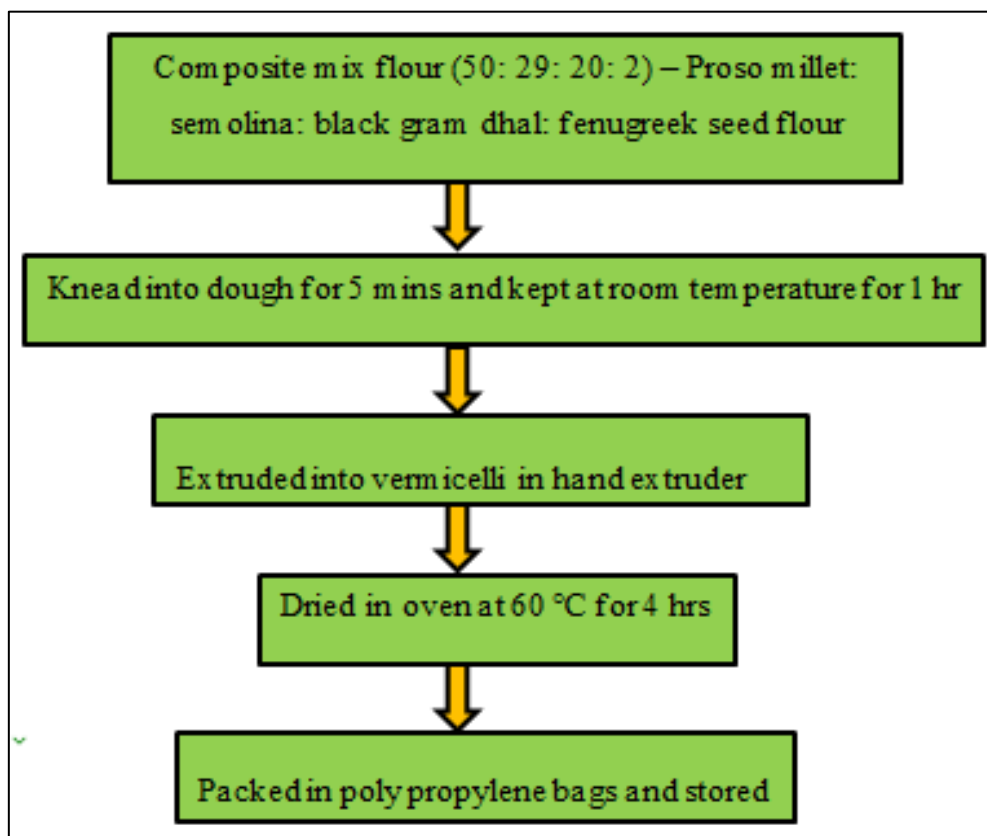 Composite mix flour (50: 29: 20: 2) – Proso millet:
semolina: black gram dhal: fenugreek seed flour
Knead into dough for 5 mins and kept at room temperature for 1 hr
Extruded into vermicelli in hand extruder
Dried in oven at 60 °C for 4 hrs
Packed in poly propylene bags and stored